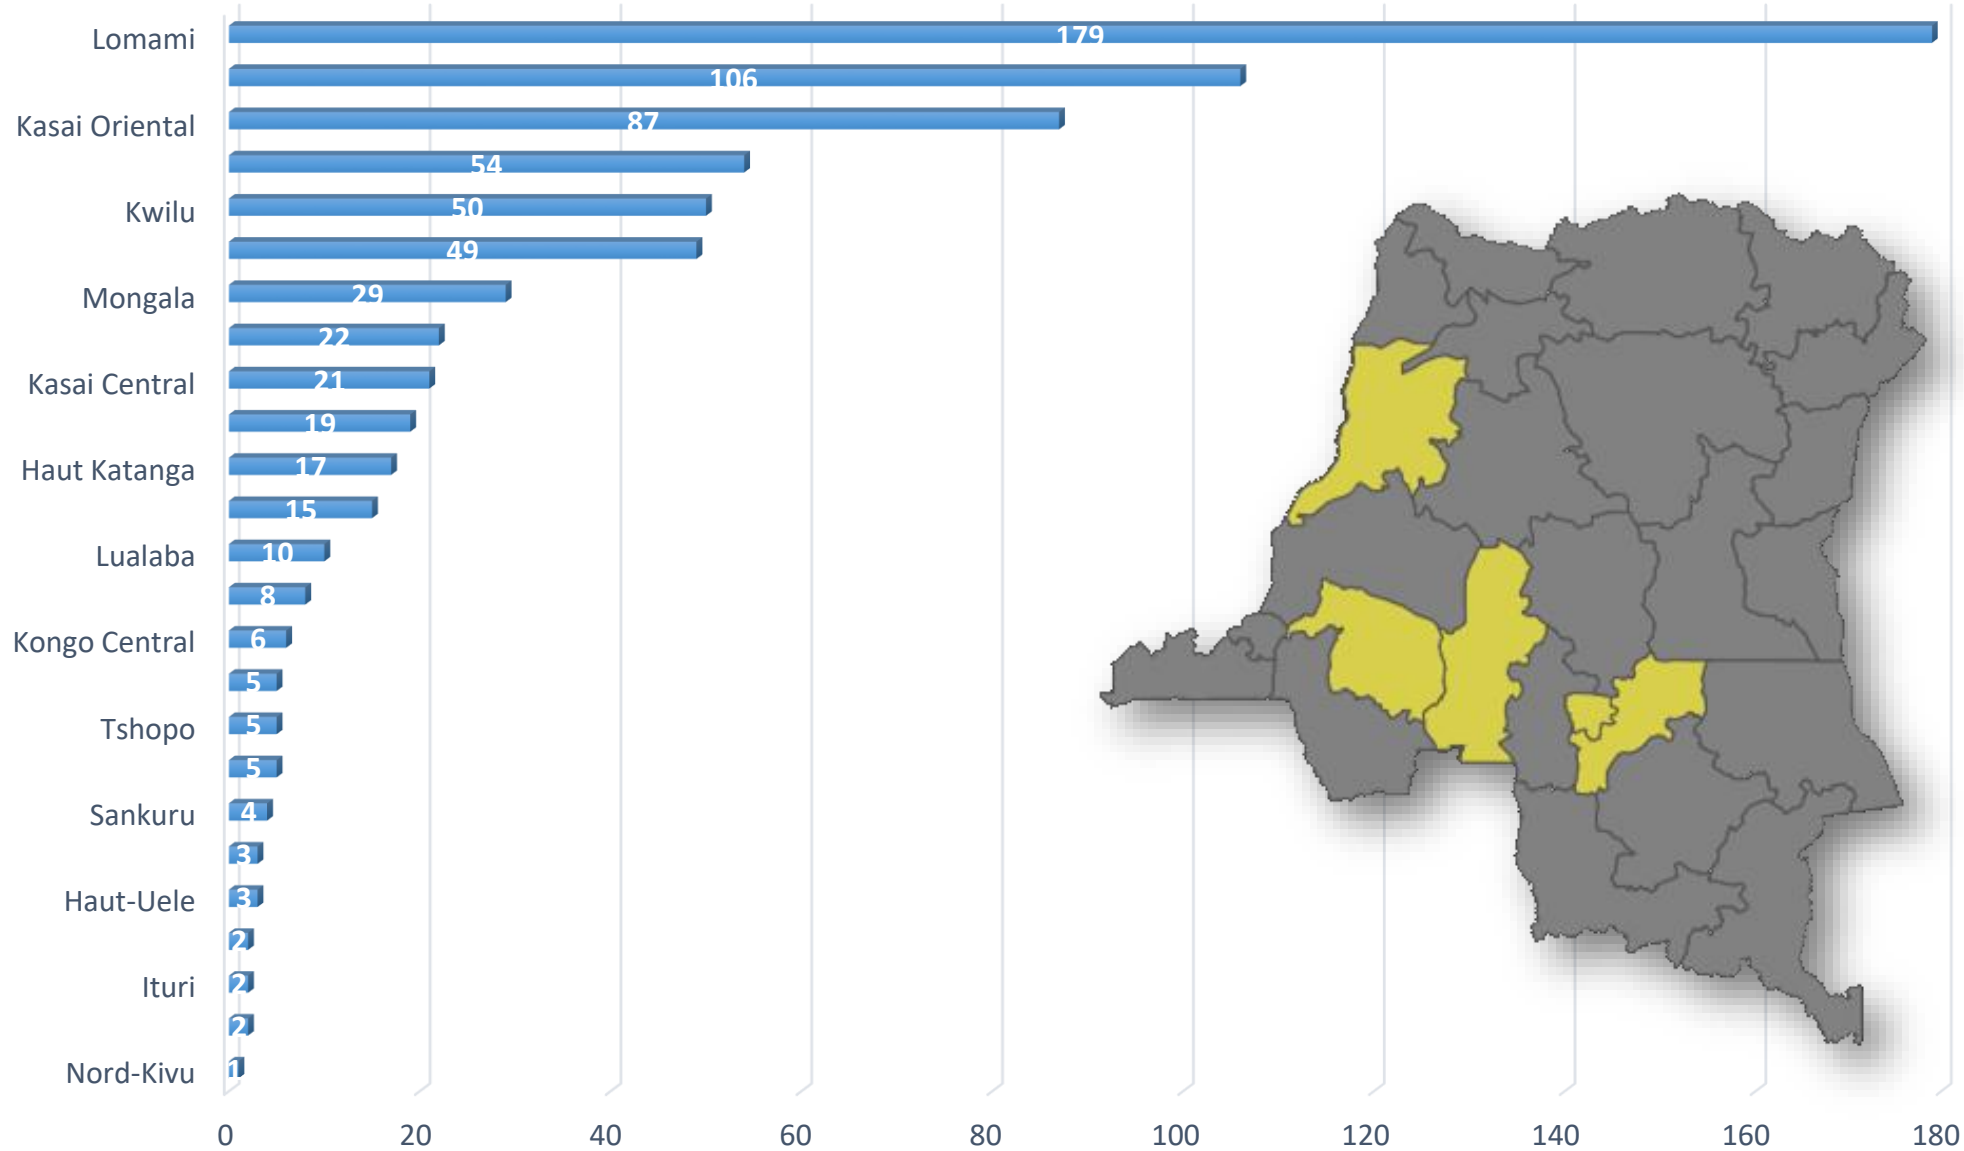 Lomami 179
106
Kasai Oriental 87
54
Kwilu 50
49
Mongala 29
22
Kasai Central 21
19
Haut Katanga 17
15
Lualaba 10
8
Kongo Central 6
5
Tshopo 5
5
Sankuru 4
3
Haut-Uele 3
2
Ituri 2
2
Nord-Kivu 1
0 20 40 60 80 100 120 140 160 180